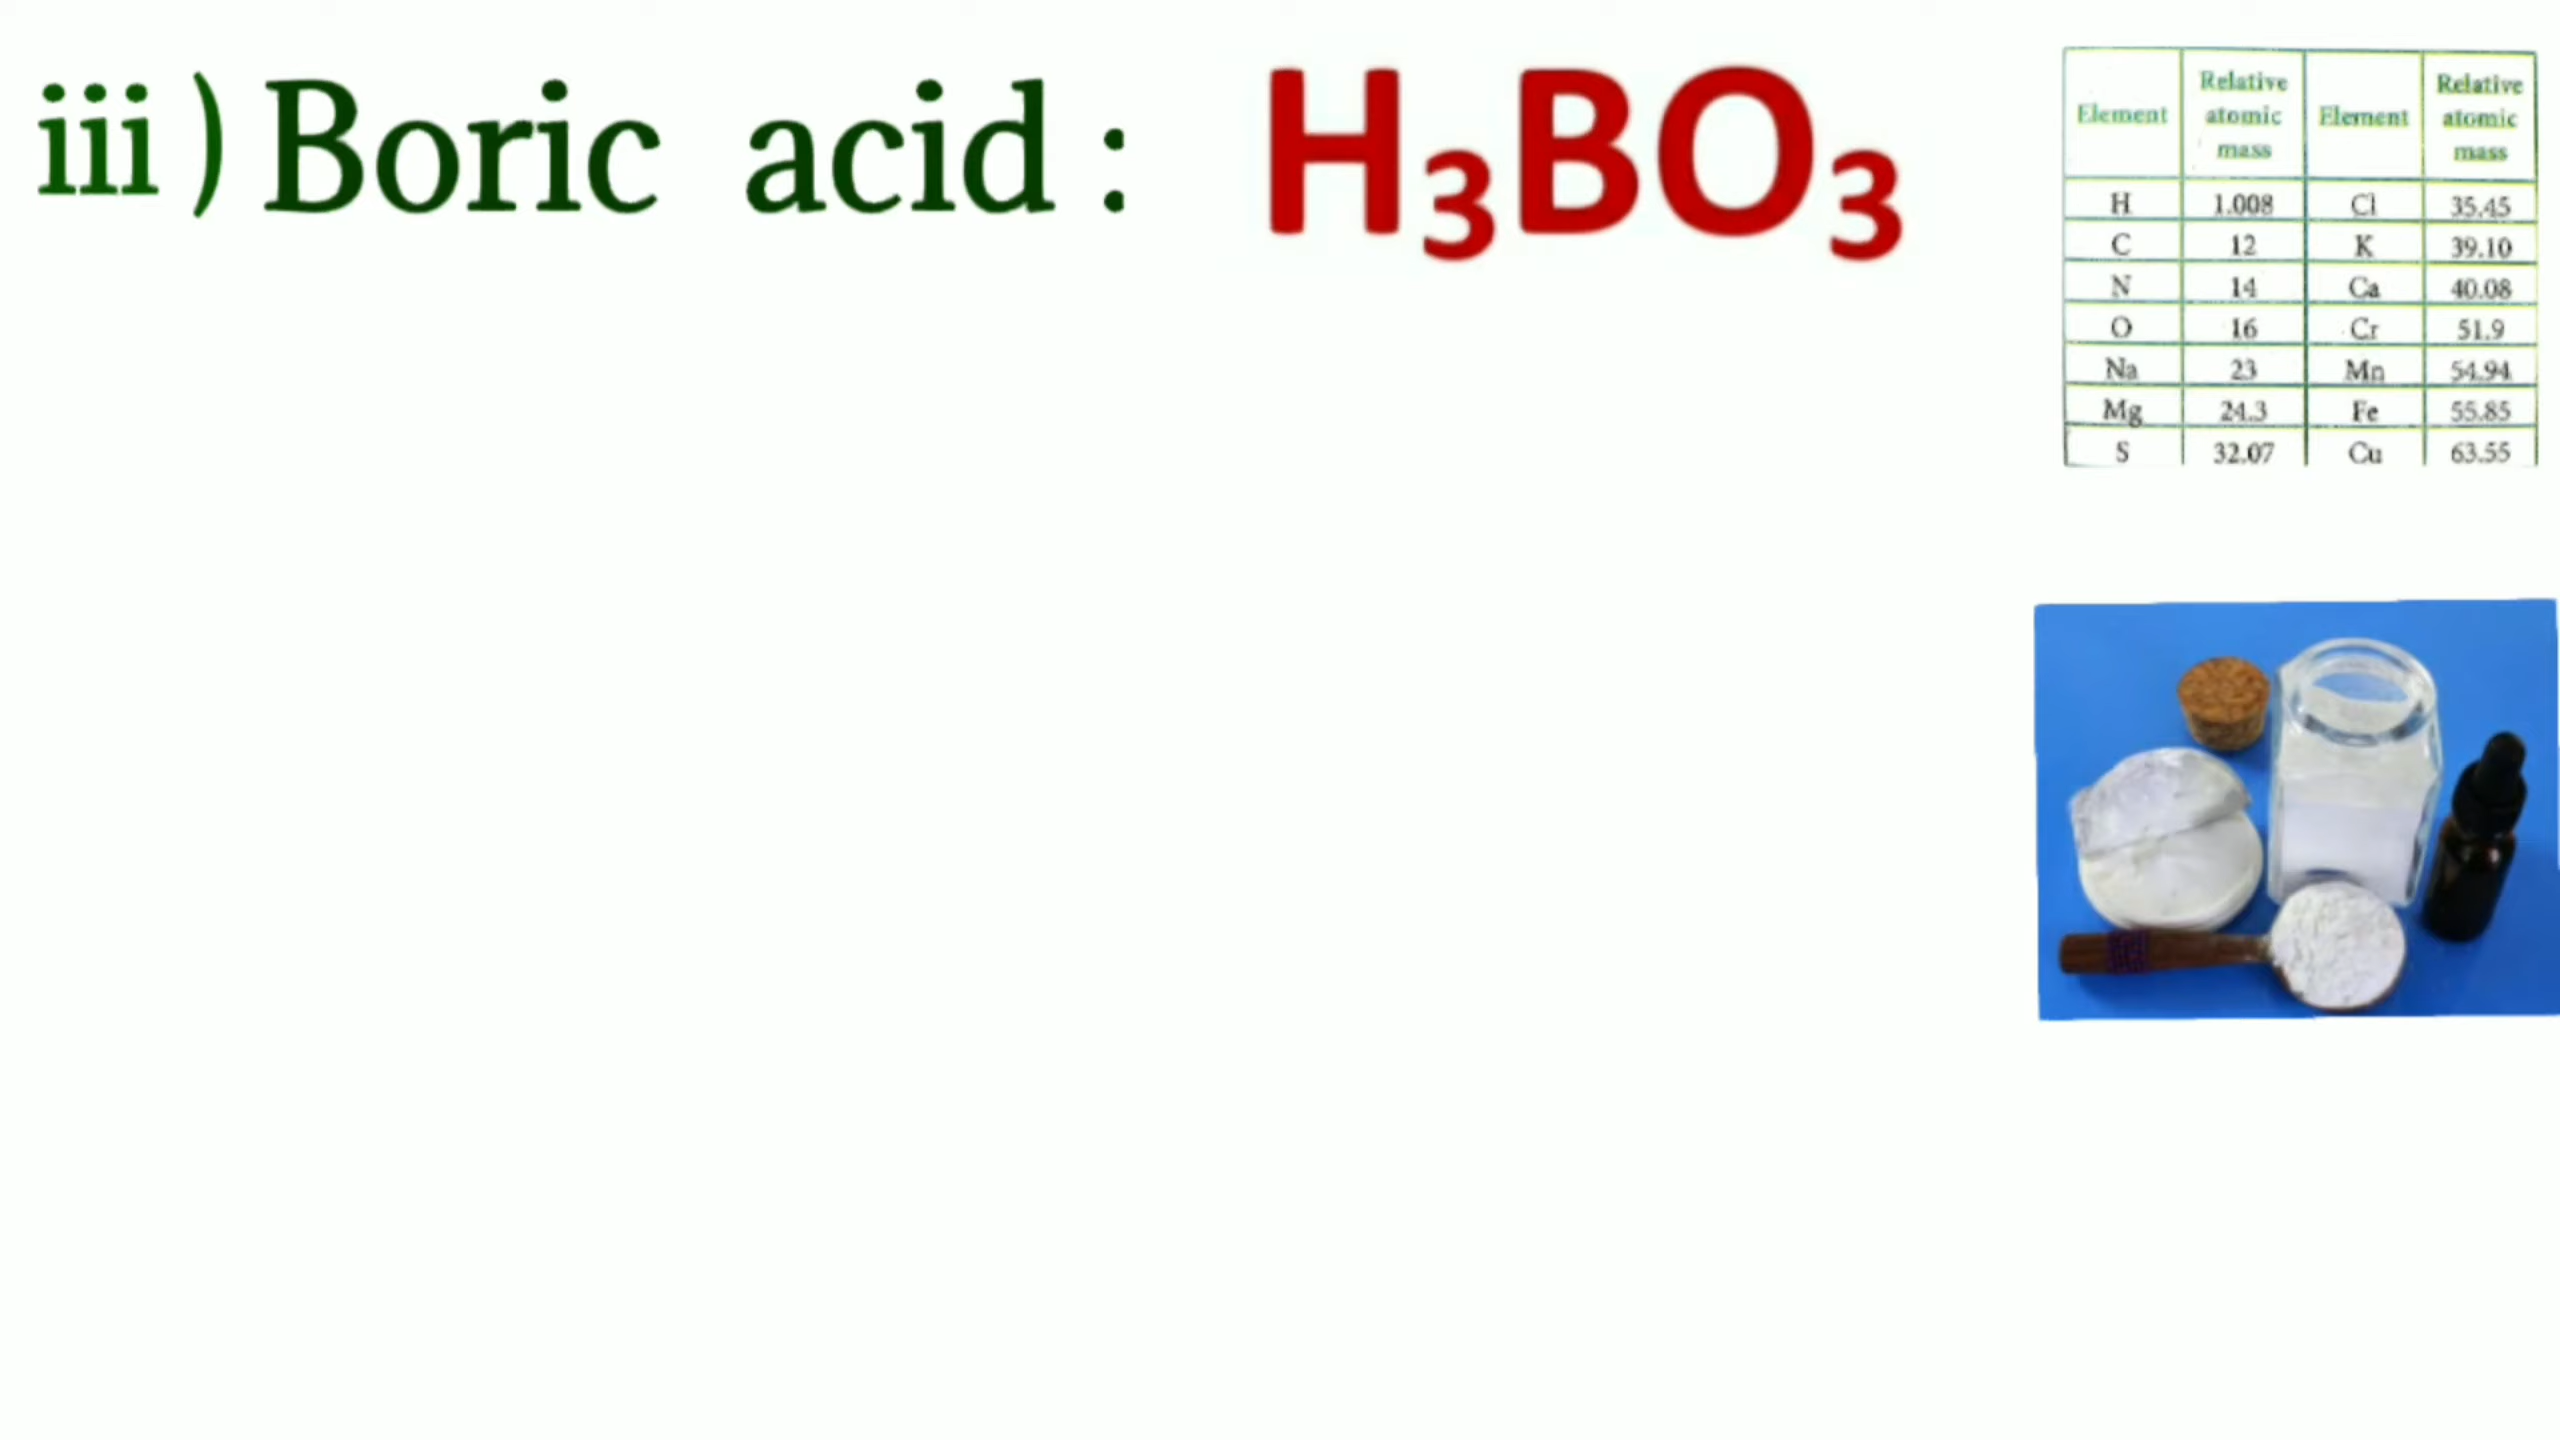 iii) Boric acid : H₃BO₃
Element Relative atomic mass Element Relative atomic mass
H 1.008 Cl 35.45
C 12 K 39.10
N 14 Ca 40.08
O 16 Cr 51.9
Na 23 Mn 54.94
Mg 24.3 Fe 55.85
S 32.07 Cu 63.55